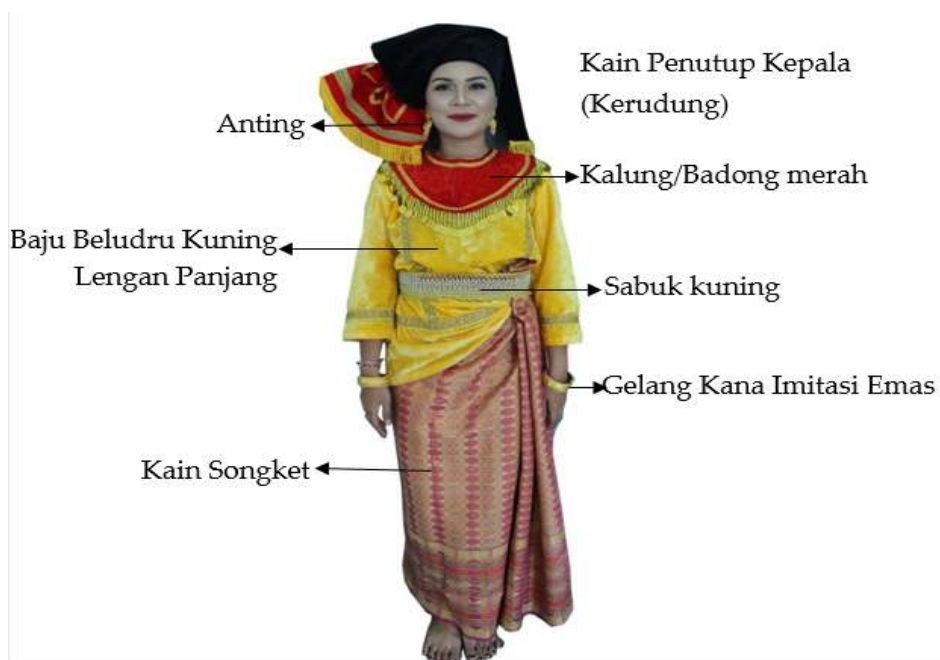 Kain Penutup Kepala
(Kerudung)
Anting
Kalung/Badong merah
Baju Beludru Kuning
Lengan Panjang
Sabuk kuning
Gelang Kana Imitasi Emas
Kain Songket